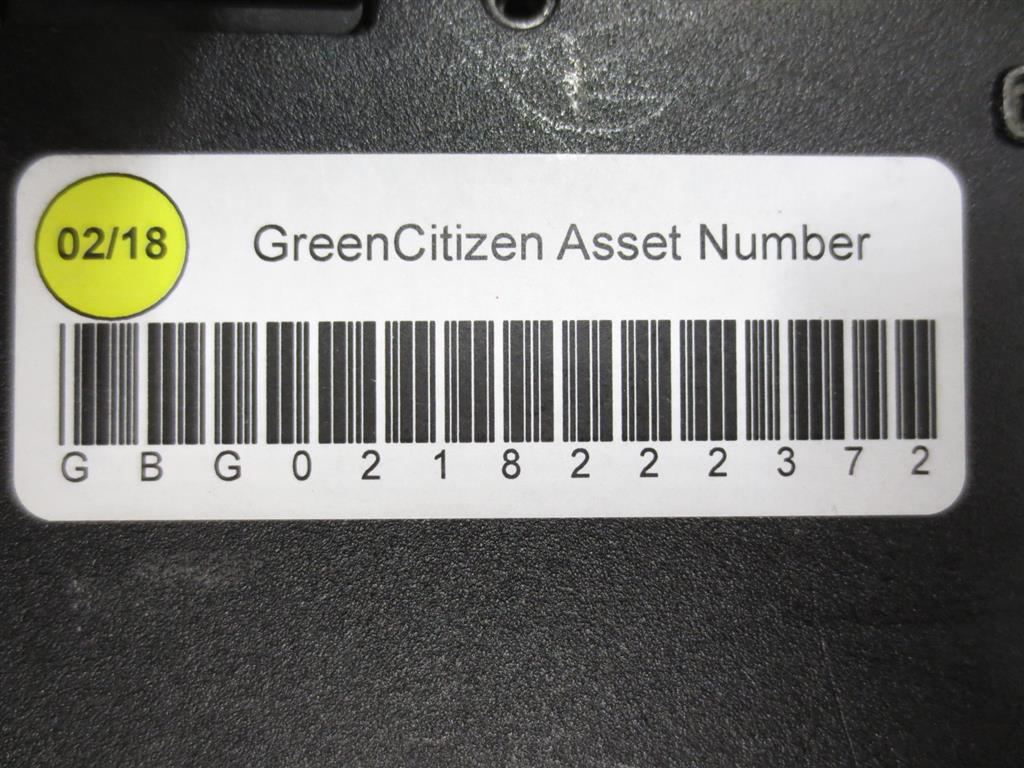 02/18
GreenCitizen Asset Number
G B G 0 2 1 8 2 2 2 3 7 2